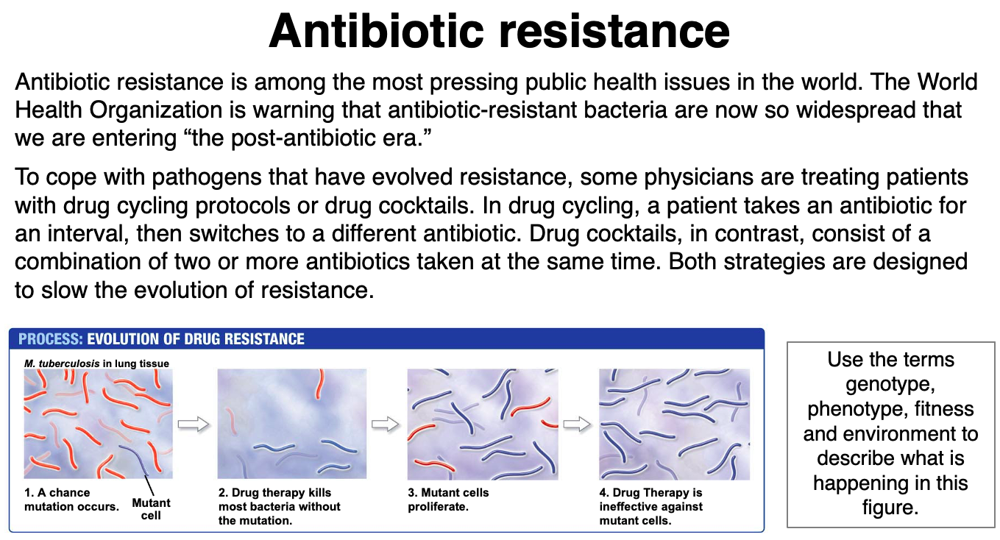 Antibiotic resistance
Antibiotic resistance is among the most pressing public health issues in the world. The World
Health Organization is warning that antibiotic-resistant bacteria are now so widespread that
we are entering “the post-antibiotic era.”
To cope with pathogens that have evolved resistance, some physicians are treating patients
with drug cycling protocols or drug cocktails. In drug cycling, a patient takes an antibiotic for
an interval, then switches to a different antibiotic. Drug cocktails, in contrast, consist of a
combination of two or more antibiotics taken at the same time. Both strategies are designed
to slow the evolution of resistance.
PROCESS: EVOLUTION OF DRUG RESISTANCE
M. tuberculosis in lung tissue
1. A chance
mutation occurs.
Mutant
cell
2. Drug therapy kills
most bacteria without
the mutation.
3. Mutant cells
proliferate.
4. Drug Therapy is
ineffective against
mutant cells.
Use the terms
genotype,
phenotype, fitness
and environment to
describe what is
happening in this
figure.